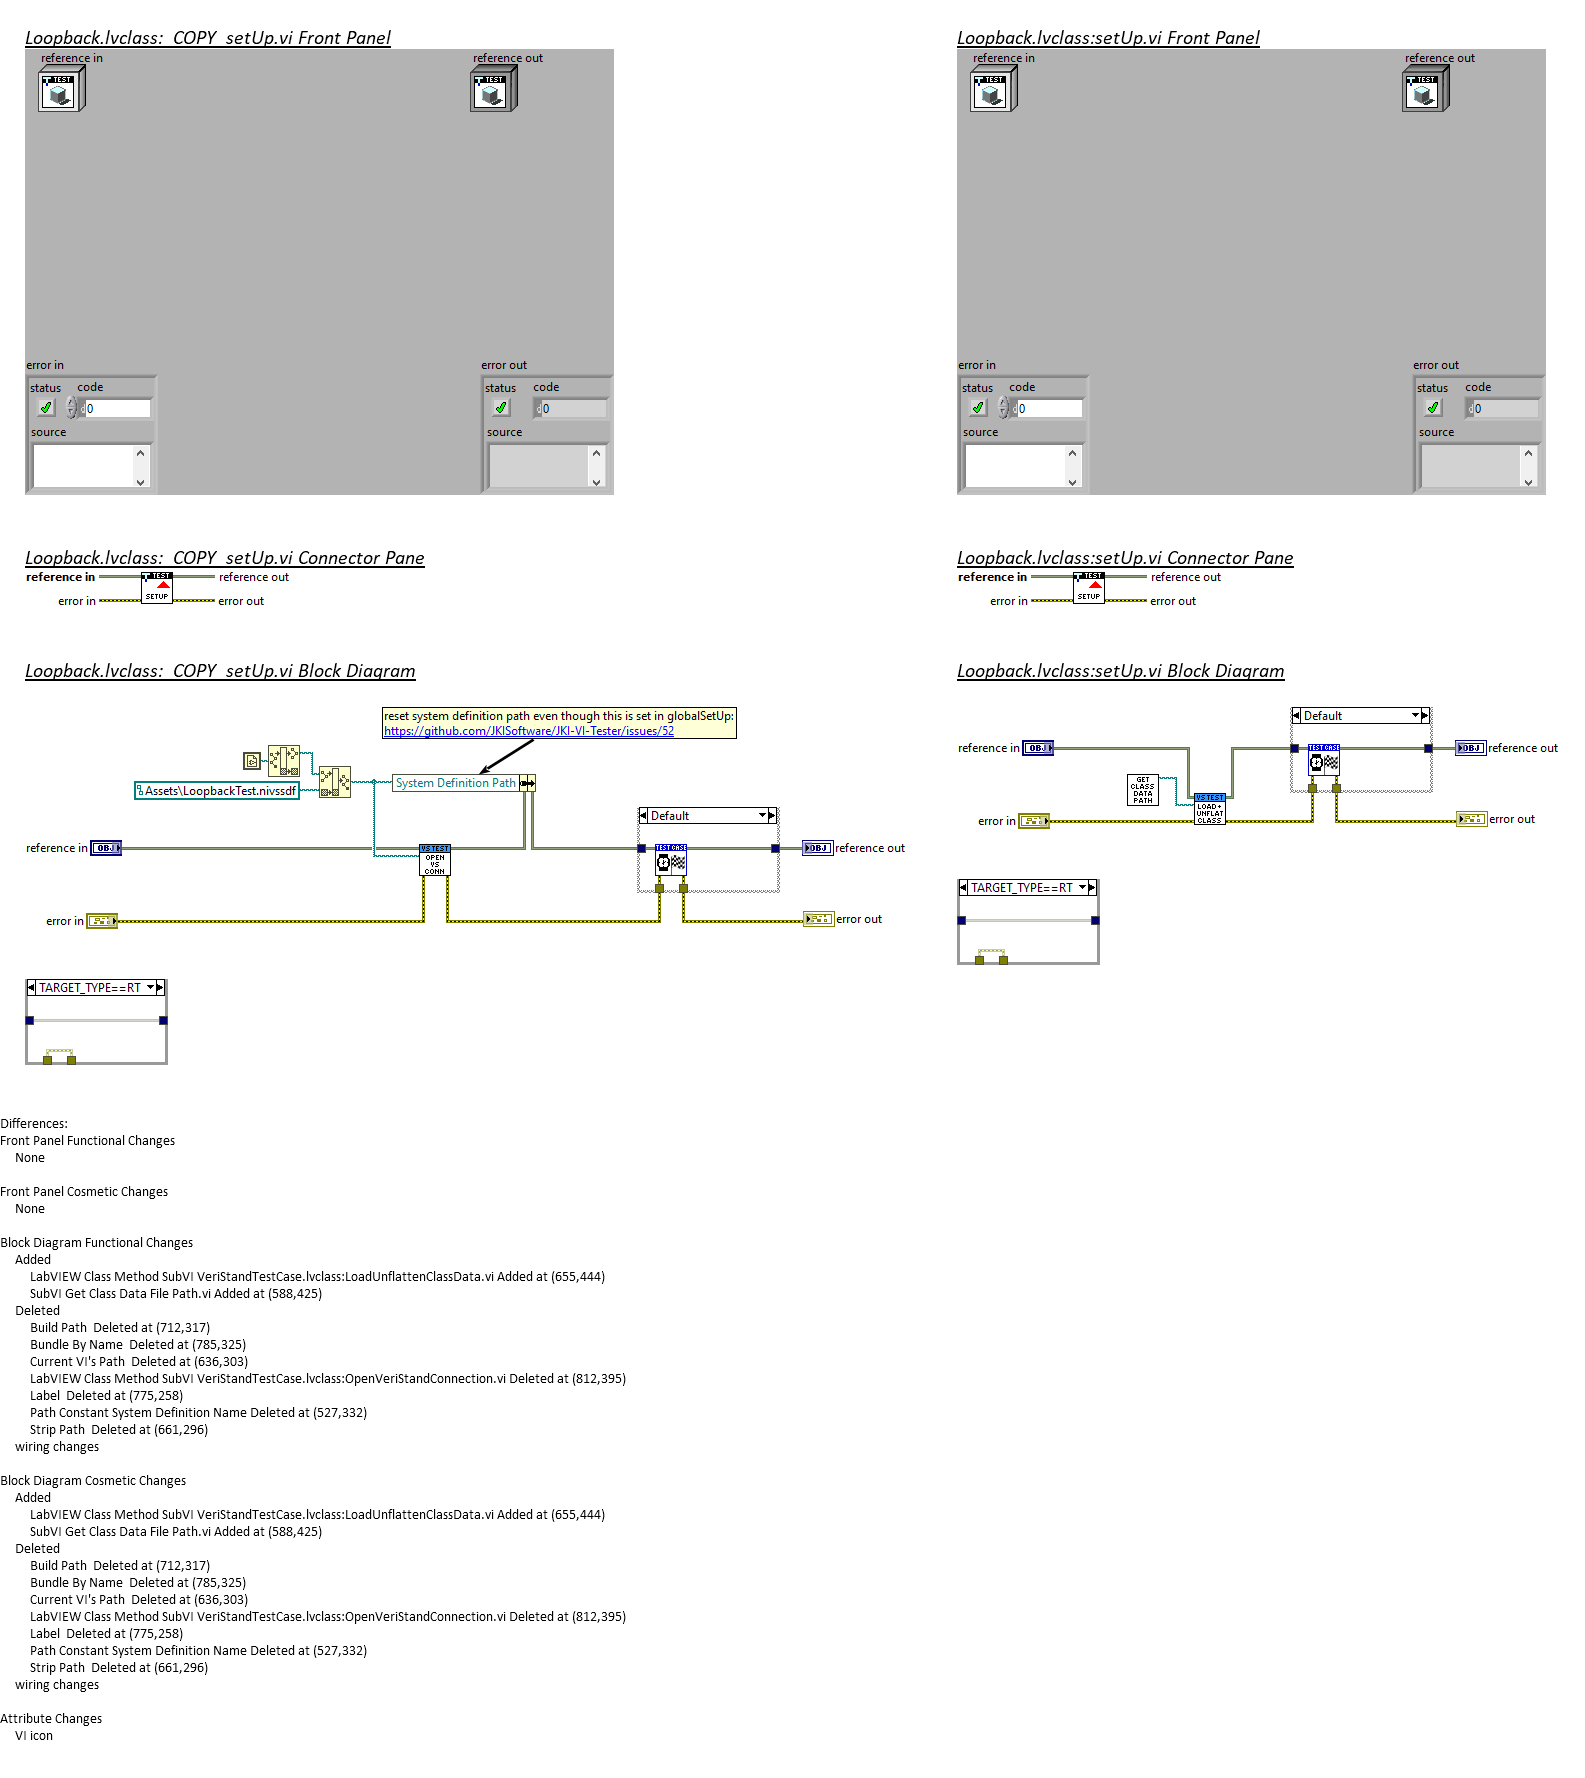 Loopback.lvclass:_COPY_setUp.vi Front Panel
reference in
TEST
reference out
TEST
error in
status
code
d 0
source
error out
status
code
d 0
source
Loopback.lvclass:setUp.vi Front Panel
reference in
TEST
reference out
TEST
error in
status
code
d 0
source
error out
status
code
d 0
source
Loopback.lvclass:_COPY_setUp.vi Connector Pane
reference in
error in
TEST
SETUP
reference out
error out
Loopback.lvclass:setUp.vi Connector Pane
reference in
error in
TEST
SETUP
reference out
error out
Loopback.lvclass:_COPY_setUp.vi Block Diagram
reset system definition path even though this is set in globalSetUp:
https://github.com/JKISoftware/JKI-VI-Tester/issues/52
Assets\LoopbackTest.nivssdf
System Definition Path
Default
reference in
OBJ
VS TEST
OPEN
VS
CONN
TEST CASE
OBJ
reference out
error in
error out
TARGET_TYPE==RT
Loopback.lvclass:setUp.vi Block Diagram
Default
reference in
OBJ
TEST CASE
OBJ
reference out
GET
CLASS
DATA
PATH
VS TEST
LOAD+
UNFLAT
CLASS
error in
error out
TARGET_TYPE==RT
Differences:
Front Panel Functional Changes
None
Front Panel Cosmetic Changes
None
Block Diagram Functional Changes
Added
LabVIEW Class Method SubVI VeriStandTestCase.lvclass:LoadUnflattenClassData.vi Added at (655,444)
SubVI Get Class Data File Path.vi Added at (588,425)
Deleted
Build Path  Deleted at (712,317)
Bundle By Name  Deleted at (785,325)
Current VI's Path  Deleted at (636,303)
LabVIEW Class Method SubVI VeriStandTestCase.lvclass:OpenVeriStandConnection.vi Deleted at (812,395)
Label  Deleted at (775,258)
Path Constant System Definition Name Deleted at (527,332)
Strip Path  Deleted at (661,296)
wiring changes
Block Diagram Cosmetic Changes
Added
LabVIEW Class Method SubVI VeriStandTestCase.lvclass:LoadUnflattenClassData.vi Added at (655,444)
SubVI Get Class Data File Path.vi Added at (588,425)
Deleted
Build Path  Deleted at (712,317)
Bundle By Name  Deleted at (785,325)
Current VI's Path  Deleted at (636,303)
LabVIEW Class Method SubVI VeriStandTestCase.lvclass:OpenVeriStandConnection.vi Deleted at (812,395)
Label  Deleted at (775,258)
Path Constant System Definition Name Deleted at (527,332)
Strip Path  Deleted at (661,296)
wiring changes
Attribute Changes
VI icon